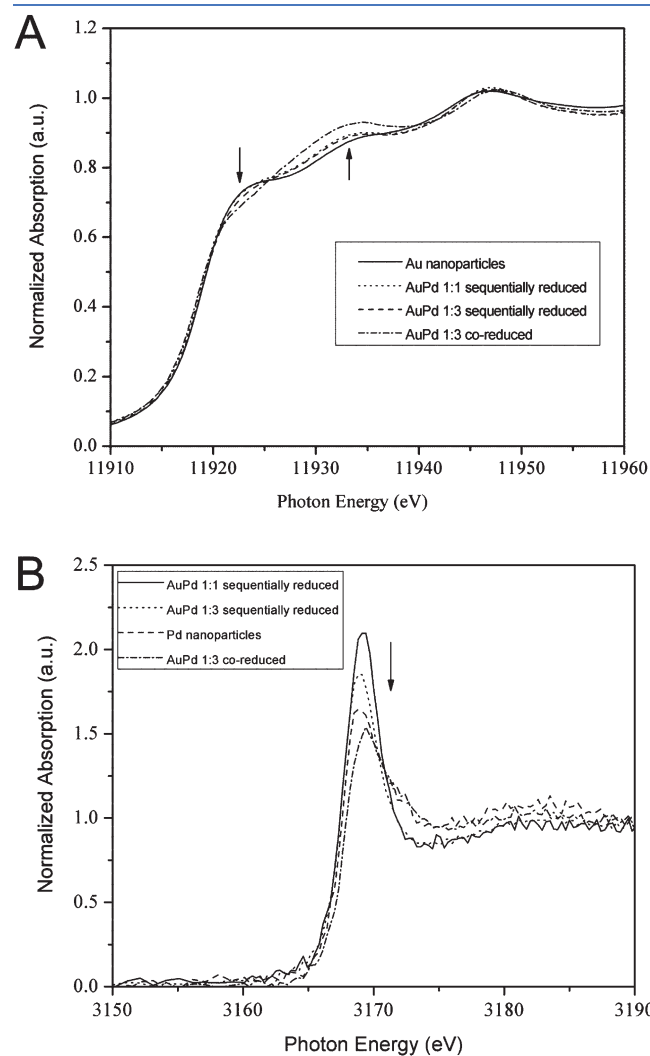 A
1.2
1.0
0.8
0.6
0.4
0.2
0.0
Normalized Absorption (a.u.)
Au nanoparticles
AuPd 1:1 sequentially reduced
AuPd 1:3 sequentially reduced
AuPd 1:3 co-reduced
11910 11920 11930 11940 11950 11960
Photon Energy (eV)
B
2.5
2.0
1.5
1.0
0.5
0.0
Normalized Absorption (a.u.)
AuPd 1:1 sequentially reduced
AuPd 1:3 sequentially reduced
Pd nanoparticles
AuPd 1:3 co-reduced
3150 3160 3170 3180 3190
Photon Energy (eV)